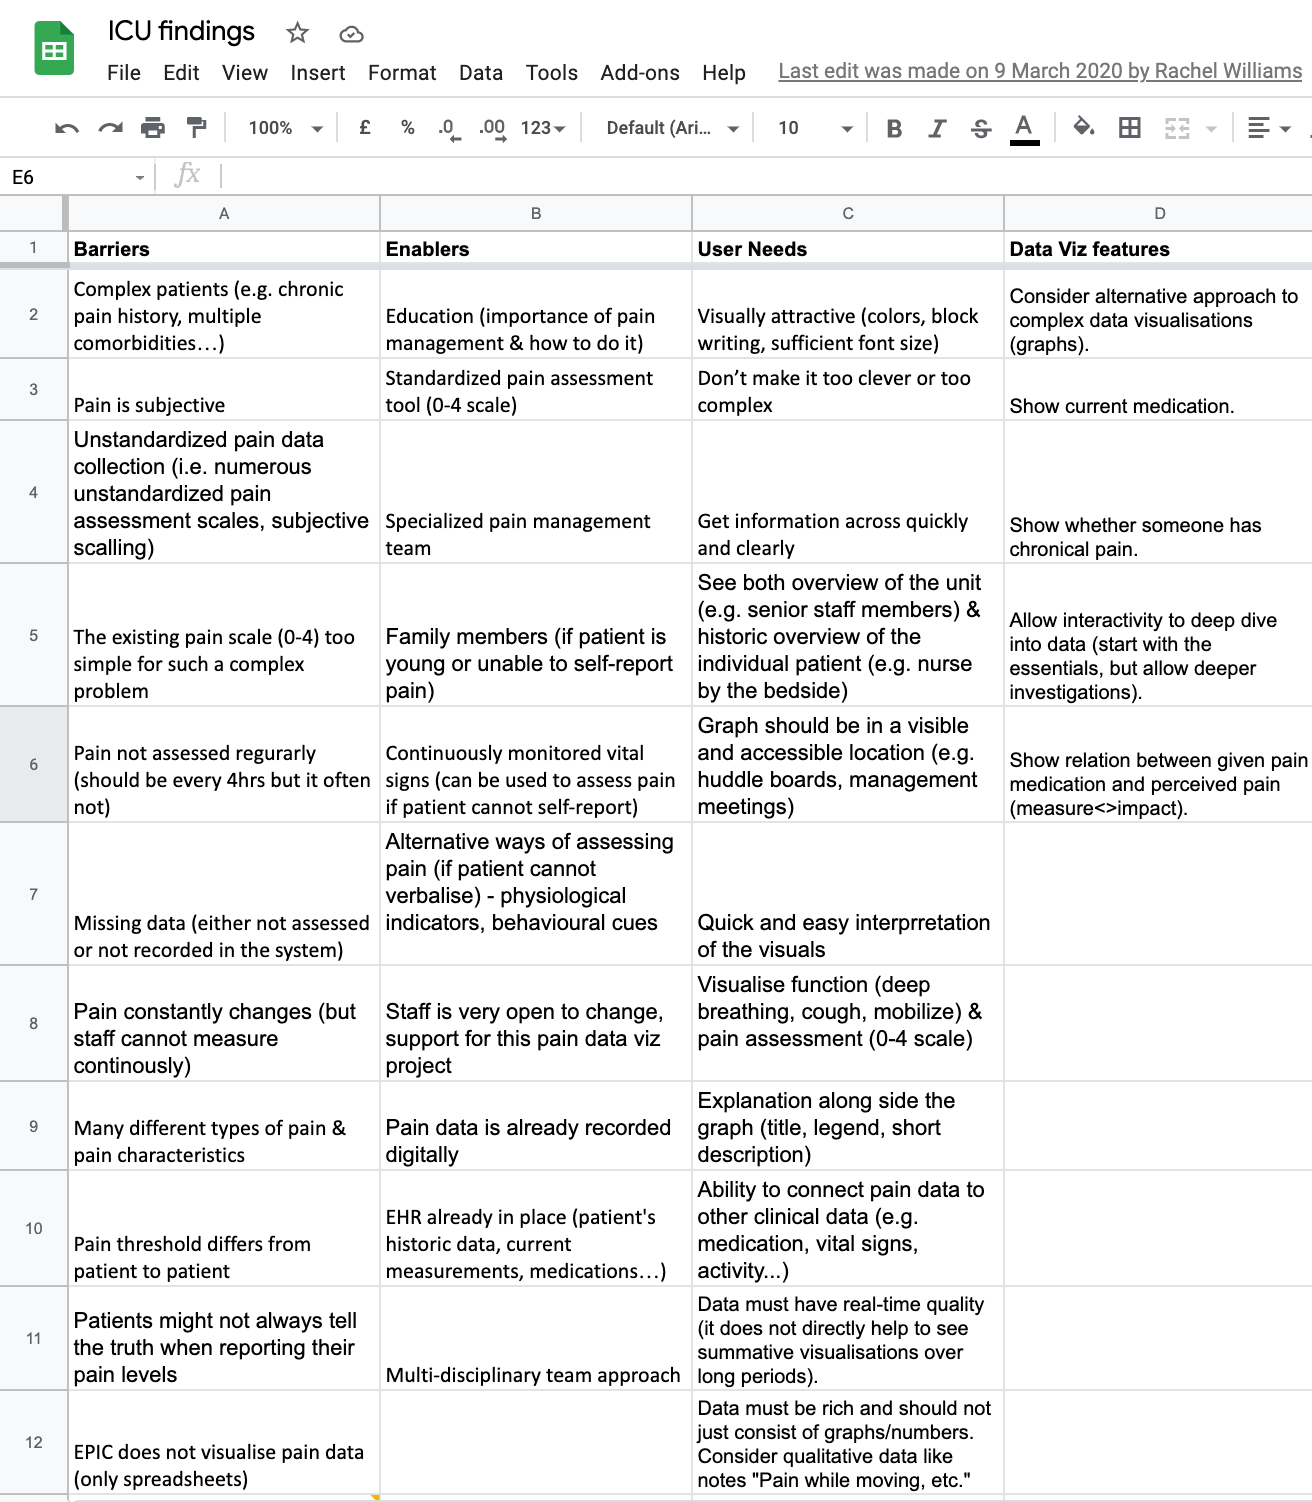 ICU findings
File Edit View Insert Format Data Tools Add-ons Help Last edit was made on 9 March 2020 by Rachel Williams
100% £ % .0 .00 123 Default (Ari... 10 B I S A
E6 fx
A B C D
1 Barriers Enablers User Needs Data Viz features
2
Complex patients (e.g. chronic
pain history, multiple
comorbidities...)
Education (importance of pain
management & how to do it)
Visually attractive (colors, block
writing, sufficient font size)
Consider alternative approach to
complex data visualisations
(graphs).
3
Pain is subjective
Standardized pain assessment
tool (0-4 scale)
Don't make it too clever or too
complex
Show current medication.
4
Unstandardized pain data
collection (i.e. numerous
unstandardized pain
assessment scales, subjective
scalling)
Specialized pain management
team
Get information across quickly
and clearly
Show whether someone has
chronical pain.
5
The existing pain scale (0-4) too
simple for such a complex
problem
Family members (if patient is
young or unable to self-report
pain)
See both overview of the unit
(e.g. senior staff members) &
historic overview of the
individual patient (e.g. nurse
by the bedside)
Allow interactivity to deep dive
into data (start with the
essentials, but allow deeper
investigations).
6
Pain not assessed regurarly
(should be every 4hrs but it often
not)
Continuously monitored vital
signs (can be used to assess pain
if patient cannot self-report)
Graph should be in a visible
and accessible location (e.g.
huddle boards, management
meetings)
Show relation between given pain
medication and perceived pain
(measure<>impact).
7
Missing data (either not assessed
or not recorded in the system)
Alternative ways of assessing
pain (if patient cannot
verbalise) - physiological
indicators, behavioural cues
Quick and easy interprretation
of the visuals
8
Pain constantly changes (but
staff cannot measure
continously)
Staff is very open to change,
support for this pain data viz
project
Visualise function (deep
breathing, cough, mobilize) &
pain assessment (0-4 scale)
9
Many different types of pain &
pain characteristics
Pain data is already recorded
digitally
Explanation along side the
graph (title, legend, short
description)
10
Pain threshold differs from
patient to patient
EHR already in place (patient's
historic data, current
measurements, medications...)
Ability to connect pain data to
other clinical data (e.g.
medication, vital signs,
activity...)
11
Patients might not always tell
the truth when reporting their
pain levels
Multi-disciplinary team approach
Data must have real-time quality
(it does not directly help to see
summative visualisations over
long periods).
12
EPIC does not visualise pain data
(only spreadsheets)
Data must be rich and should not
just consist of graphs/numbers.
Consider qualitative data like
notes "Pain while moving, etc."